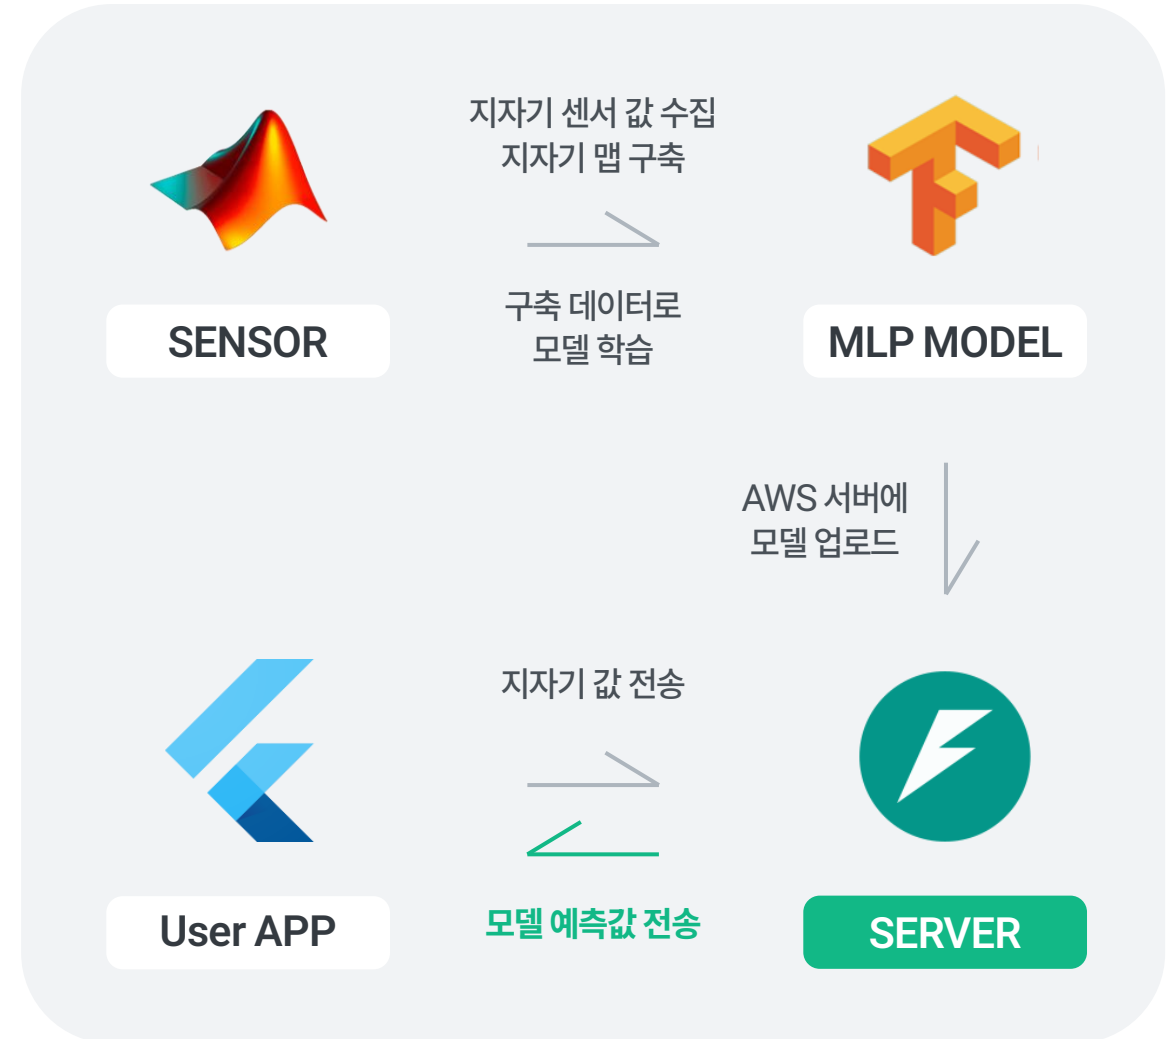 지자기 센서 값 수집
지자기 맵 구축
구축 데이터로
모델 학습
SENSOR
MLP MODEL
AWS 서버에
모델 업로드
지자기 값 전송
모델 예측값 전송
User APP
SERVER